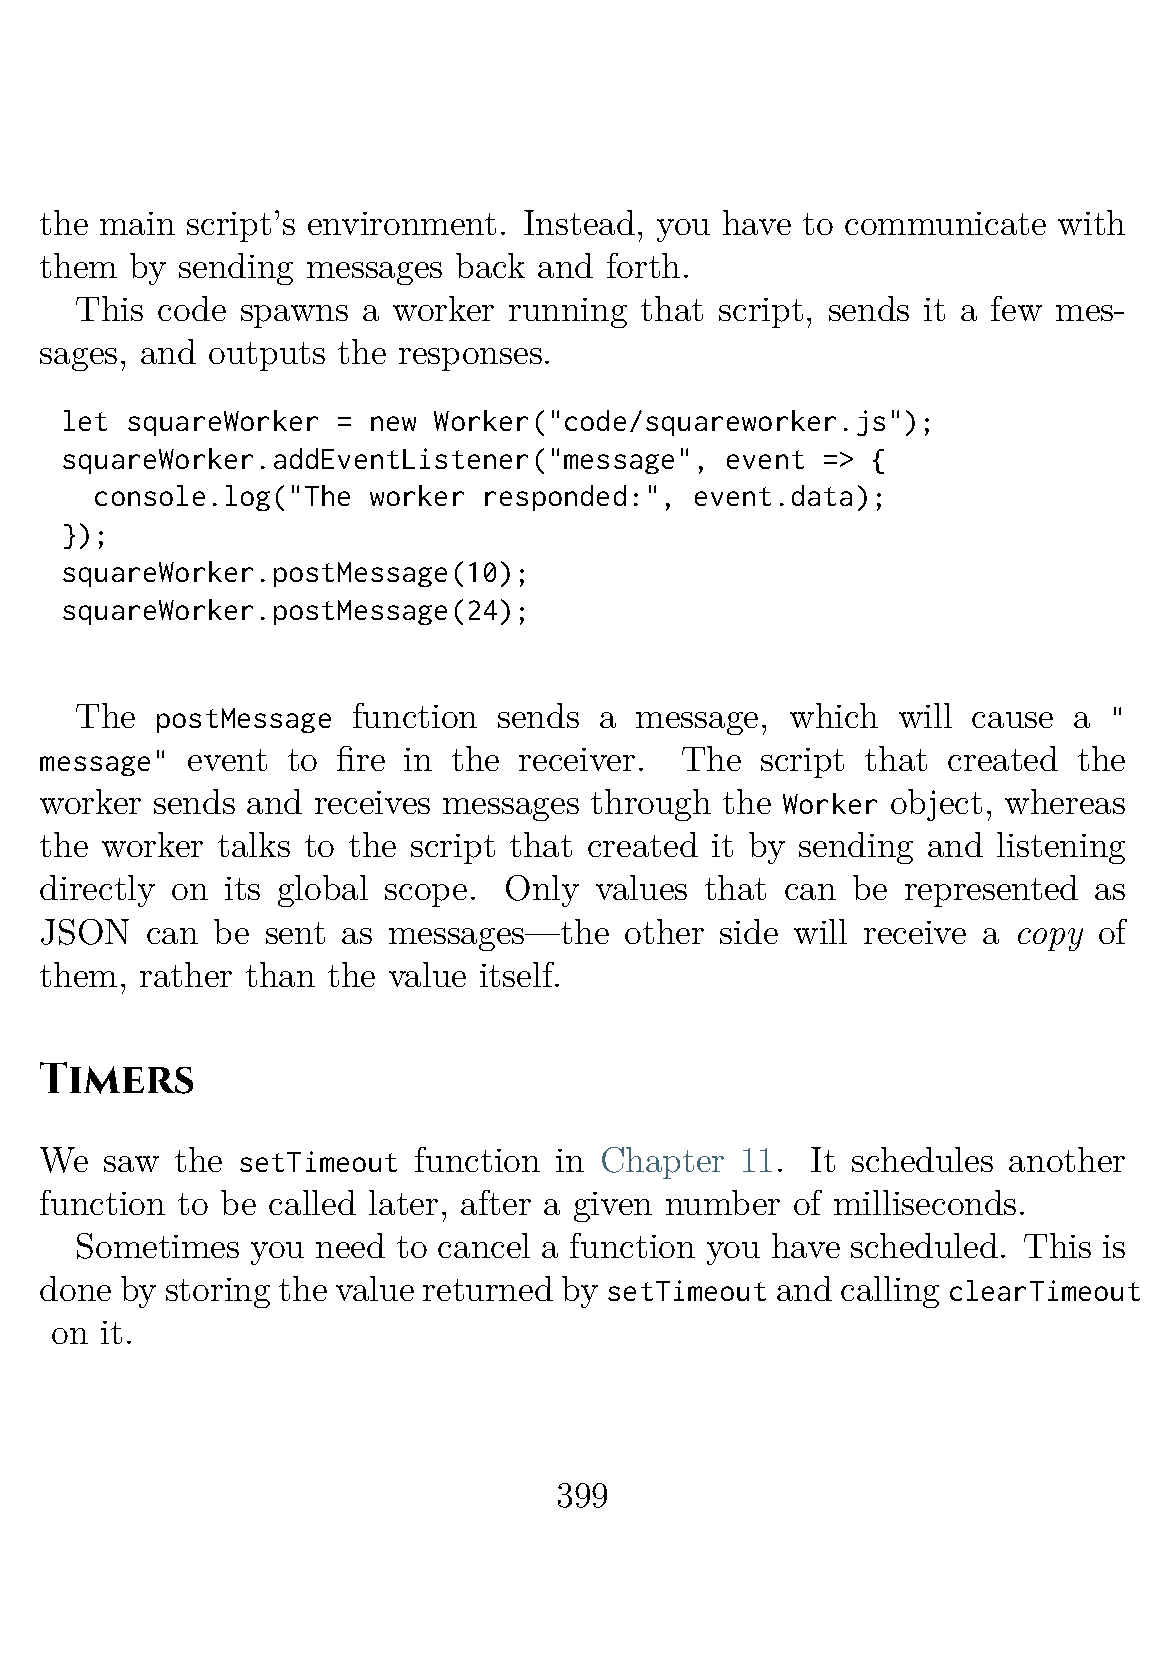 the main script's environment. Instead, you have to communicate with
them by sending messages back and forth.
This code spawns a worker running that script, sends it a few mes-
sages, and outputs the responses.
let squareWorker = new Worker("code/squareworker.js");
squareWorker.addEventListener("message", event => {
  console.log("The worker responded:", event.data);
});
squareWorker.postMessage(10);
squareWorker.postMessage(24);
The postMessage function sends a message, which will cause a "
message" event to fire in the receiver. The script that created the
worker sends and receives messages through the Worker object, whereas
the worker talks to the script that created it by sending and listening
directly on its global scope. Only values that can be represented as
JSON can be sent as messages—the other side will receive a copy of
them, rather than the value itself.
Timers
We saw the setTimeout function in Chapter 11. It schedules another
function to be called later, after a given number of milliseconds.
Sometimes you need to cancel a function you have scheduled. This is
done by storing the value returned by setTimeout and calling clearTimeout
on it.
399